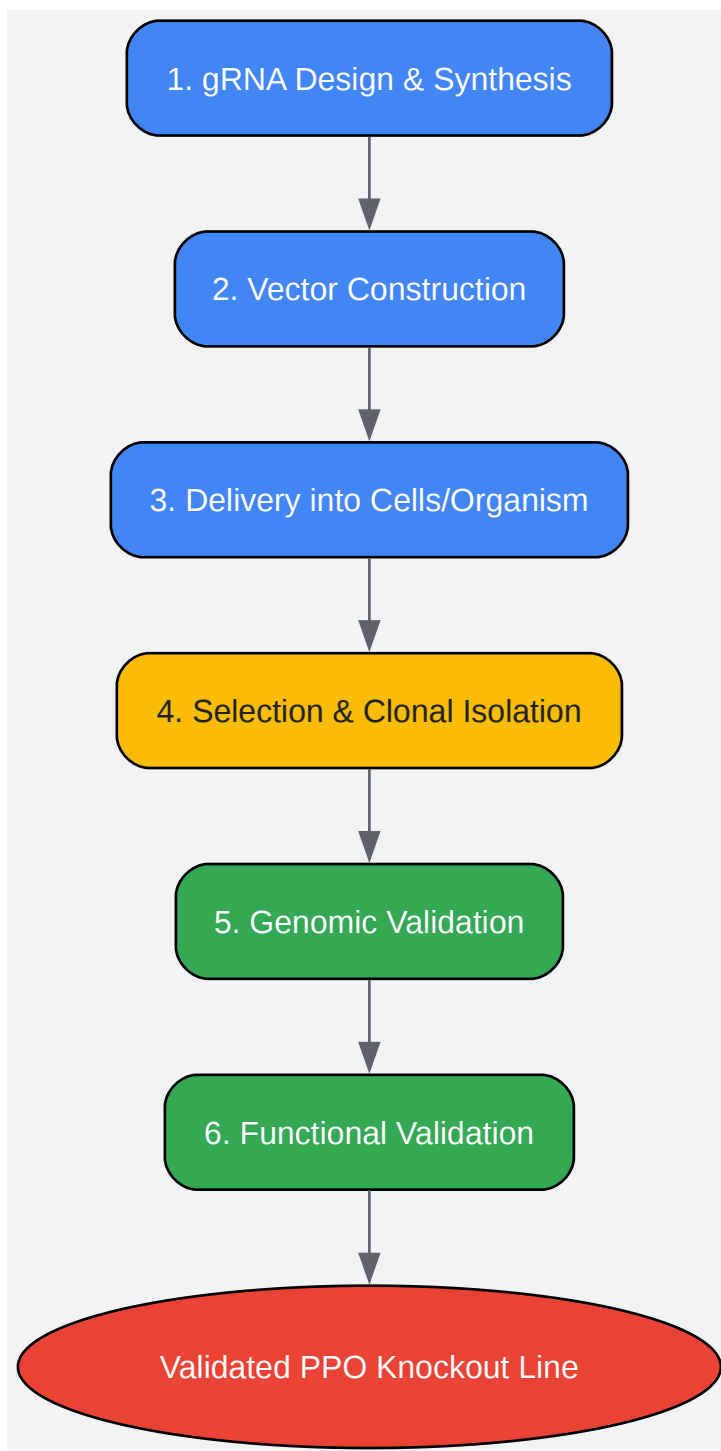 1. gRNA Design & Synthesis
2. Vector Construction
3. Delivery into Cells/Organism
4. Selection & Clonal Isolation
5. Genomic Validation
6. Functional Validation
Validated PPO Knockout Line